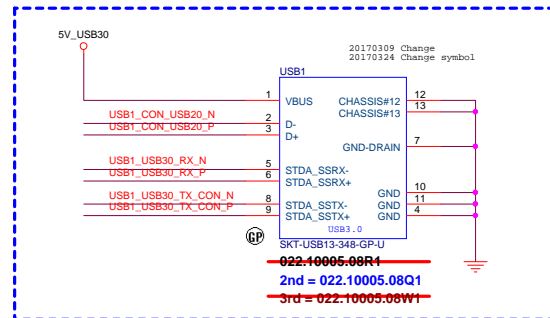 5V_USB30
20170309 Change
20170324 Change symbol
USB1
1 VBUS CHASSIS#12 12
CHASSIS#13 13
USB1_CON_USB20_N 2 D-
USB1_CON_USB20_P 3 D+
GND-DRAIN 7
USB1_USB30_RX_N 5 STDA_SSRX-
USB1_USB30_RX_P 6 STDA_SSRX+
GND 10
USB1_USB30_TX_CON_N 8 STDA_SSTX- GND 11
USB1_USB30_TX_CON_P 9 STDA_SSTX+ GND 4
USB3.0
GP
SKT-USB13-348-GP-U
022.10005.08R1
2nd = 022.10005.08Q1
3rd = 022.10005.08W1